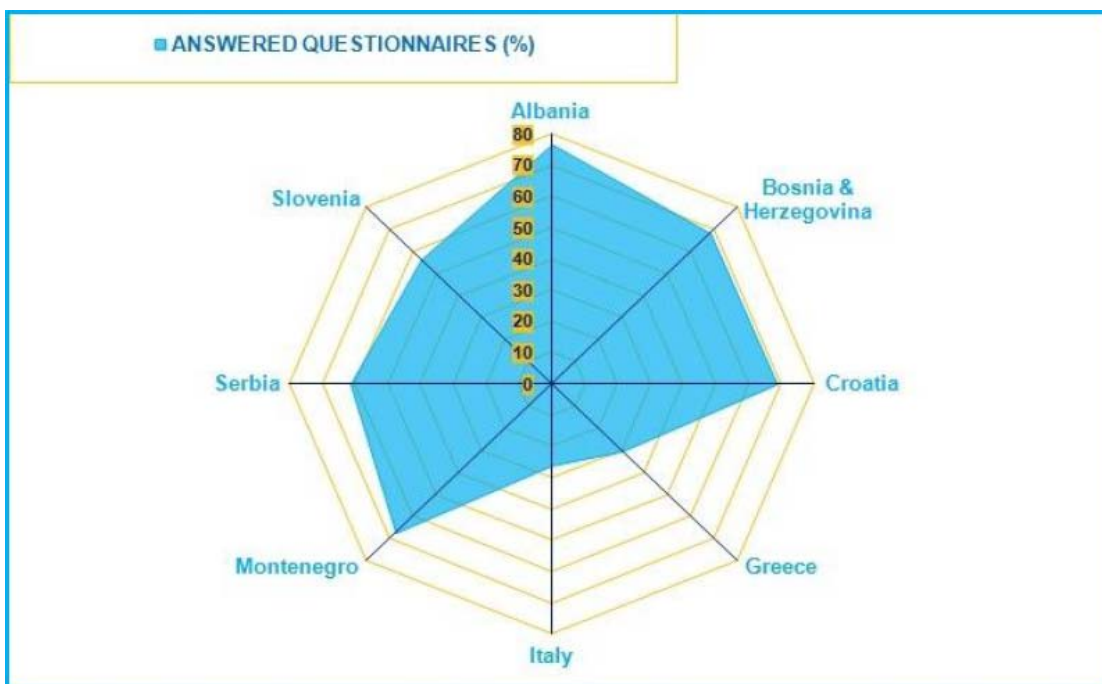 ANSWERED QUESTIONNAIRES (%)
Albania
80
70
60
50
40
30
20
10
0
Bosnia &
Herzegovina
Croatia
Greece
Italy
Montenegro
Serbia
Slovenia